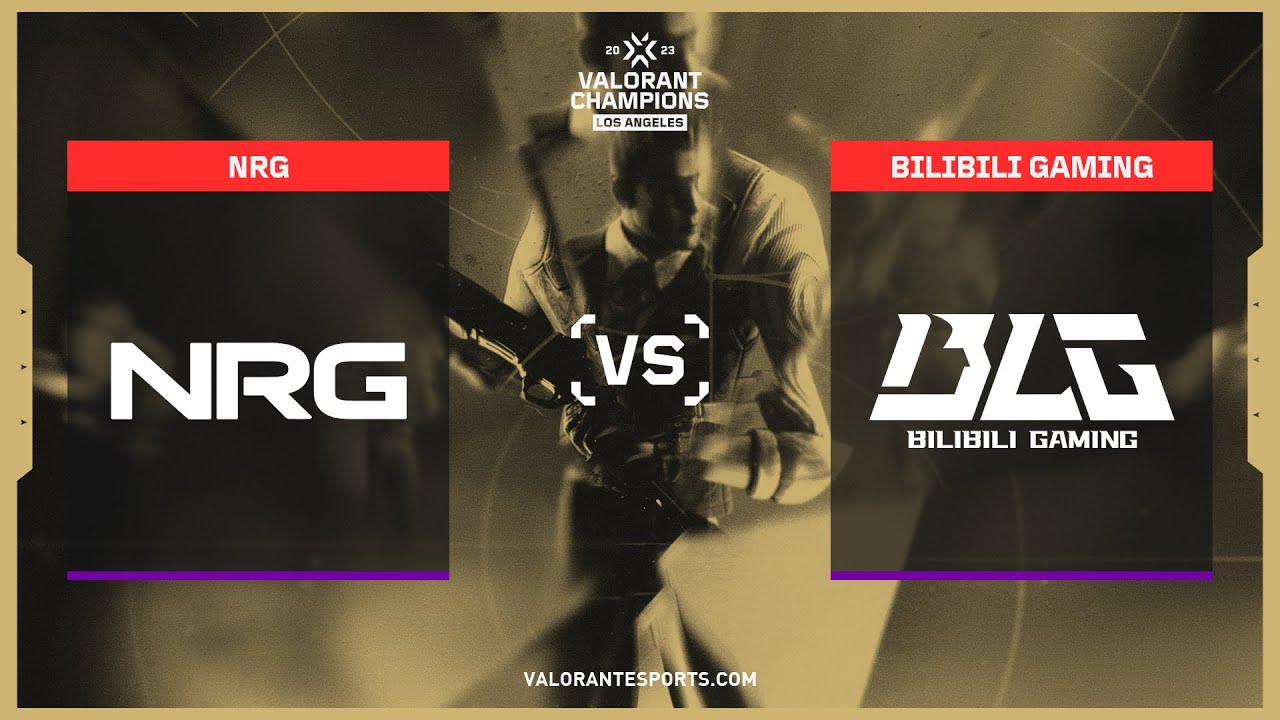 20 23
VALORANT
CHAMPIONS
LOS ANGELES
NRG
BILIBILI GAMING
NRG
VS
BLG
BILIBILI GAMING
VALORANTESPORTS.COM